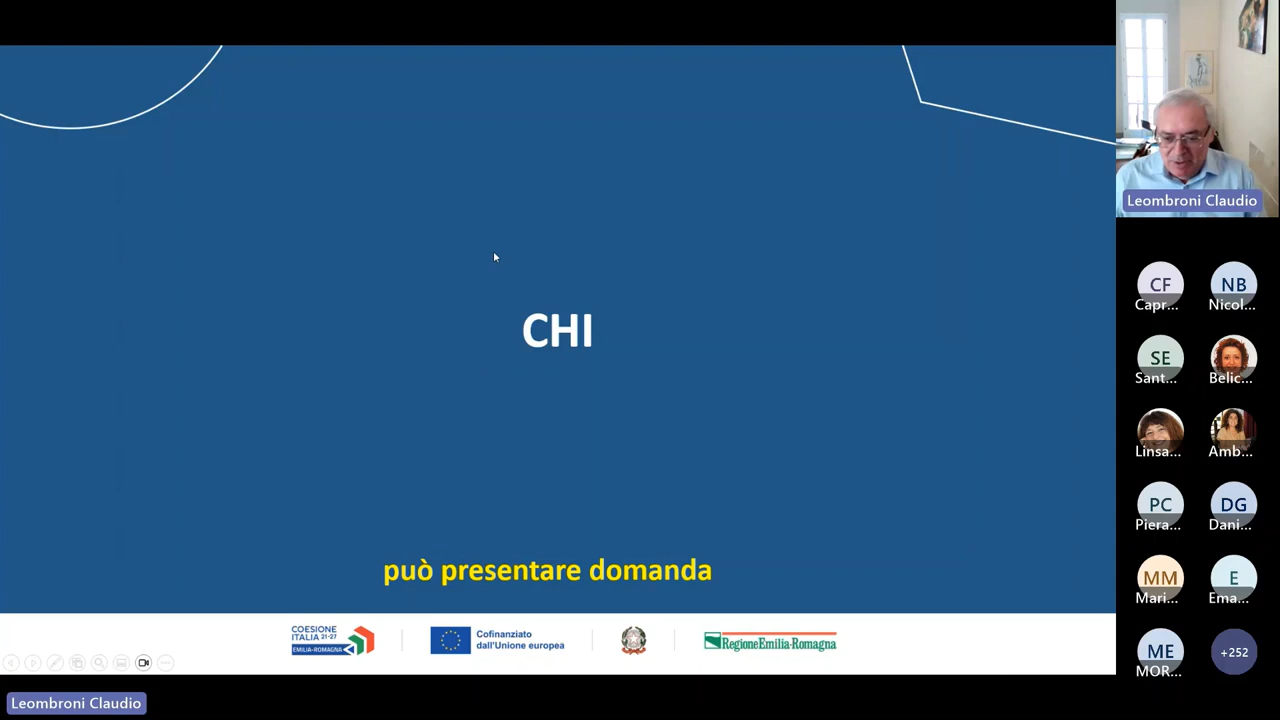 CHI
può presentare domanda
COESIONE
ITALIA 21-27
EMILIA-ROMAGNA
Cofinanziato
dall'Unione europea
RegioneEmilia-Romagna
Leombroni Claudio
Leombroni Claudio
CF
Capr...
NB
Nicol...
SE
Sant...
Belic...
Linsa...
Amb...
PC
Piera...
DG
Dani...
MM
Mari...
E
Ema...
ME
MOR...
+252